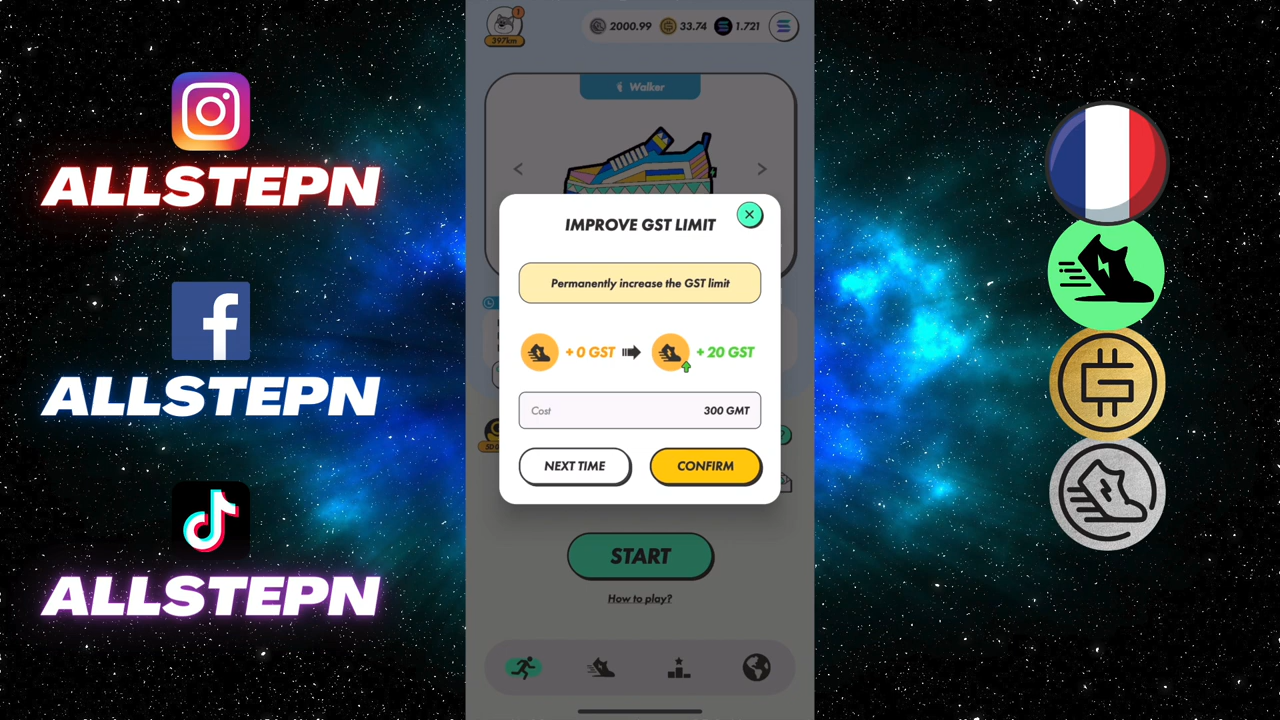 ALLSTEPN
ALLSTEPN
ALLSTEPN
1
397km
2000.99
33.74
1.721
Walker
IMPROVE GST LIMIT
Permanently increase the GST limit
+ 0 GST
+ 20 GST
Cost
300 GMT
NEXT TIME
CONFIRM
START
How to play?